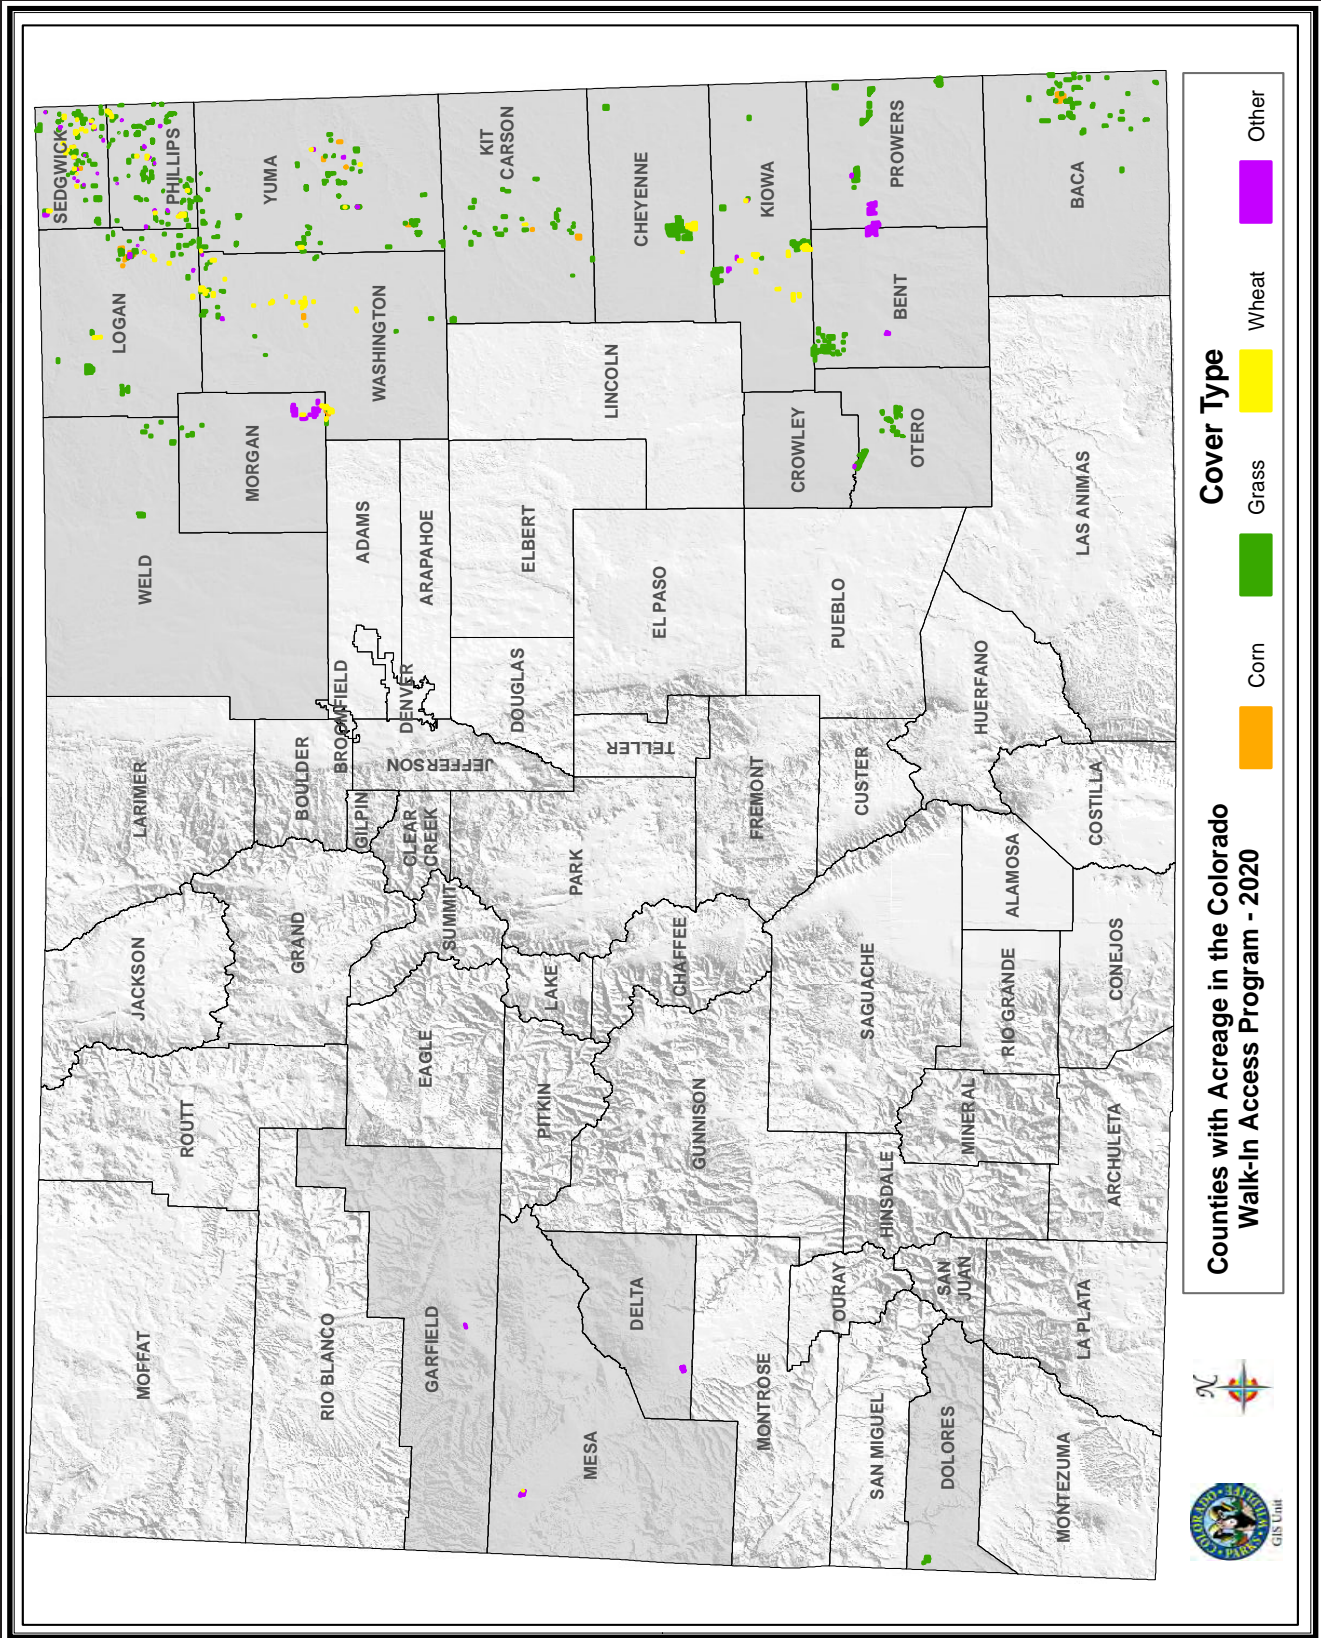 MOFFAT
ROUTT
JACKSON
LARIMER
WELD
LOGAN
SEDGWICK
PHILLIPS
MORGAN
YUMA
WASHINGTON
RIO BLANCO
GRAND
BOULDER
BROOMFIELD
GILPIN
ADAMS
ARAPAHOE
DENVER
JEFFERSON
CLEAR
CREEK
SUMMIT
EAGLE
GARFIELD
PITKIN
LAKE
PARK
DOUGLAS
ELBERT
KIT
CARSON
LINCOLN
CHEYENNE
MESA
DELTA
GUNNISON
CHAFFEE
TELLER
EL PASO
KIOWA
MONTROSE
OURAY
FREMONT
PUEBLO
CROWLEY
OTERO
BENT
PROWERS
SAN MIGUEL
HINSDALE
SAGUACHE
CUSTER
HUERFANO
DOLORES
SAN
JUAN
MINERAL
RIO GRANDE
ALAMOSA
MONTEZUMA
LA PLATA
ARCHULETA
CONEJOS
COSTILLA
LAS ANIMAS
BACA
COLORADO
PARKS
WILDLIFE
GIS Unit
N
Counties with Acreage in the Colorado
Walk-In Access Program - 2020
Cover Type
Corn
Grass
Wheat
Other